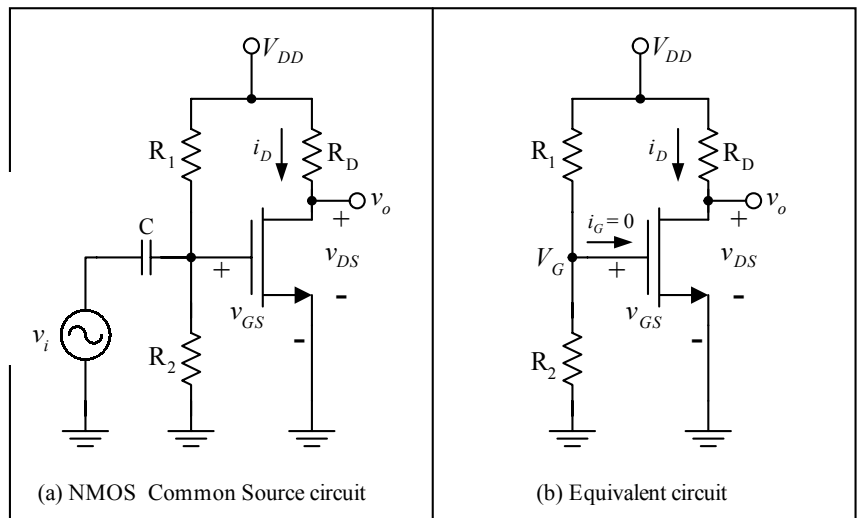 V_DD
R_1
i_D
R_D
v_o
+
C
+
v_DS
-
v_GS
v_i
R_2
-
(a) NMOS Common Source circuit
V_DD
R_1
i_D
R_D
v_o
i_G = 0
+
V_G
+
v_DS
-
v_GS
R_2
-
(b) Equivalent circuit